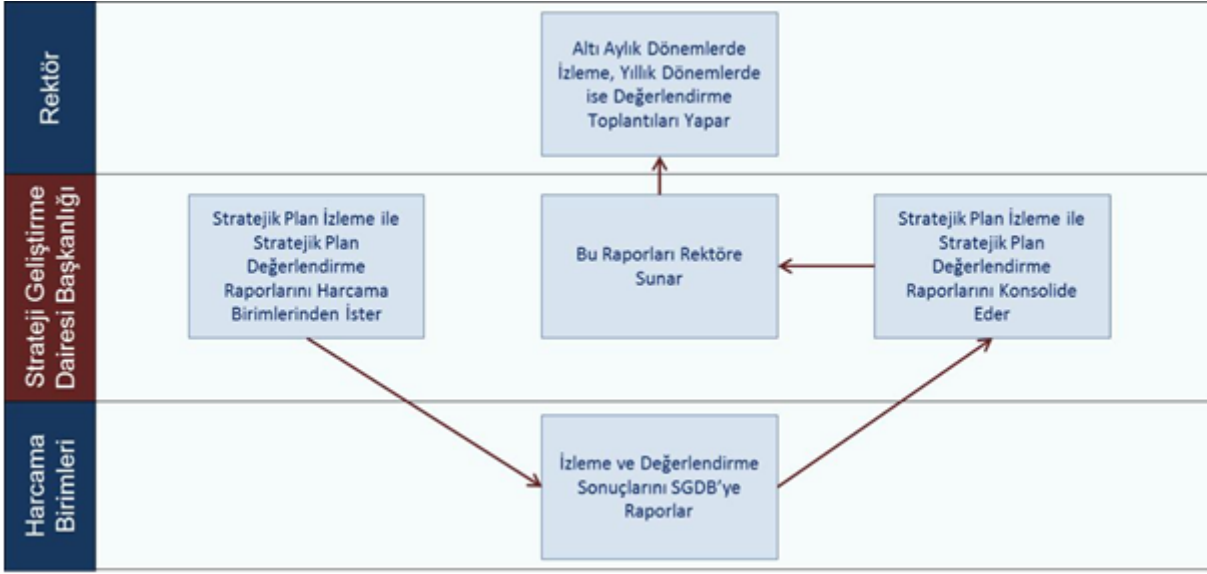 Rektör
Altı Aylık Dönemlerde
İzleme, Yıllık Dönemlerde
ise Değerlendirme
Toplantıları Yapar
Strateji Geliştirme
Dairesi Başkanlığı
Stratejik Plan İzleme ile
Stratejik Plan
Değerlendirme
Raporlarını Harcama
Birimlerinden İster
Bu Raporları Rektöre
Sunar
Stratejik Plan İzleme ile
Stratejik Plan
Değerlendirme
Raporlarını Konsolide
Eder
Harcama
Birimleri
İzleme ve Değerlendirme
Sonuçlarını SGDB'ye
Raporlar